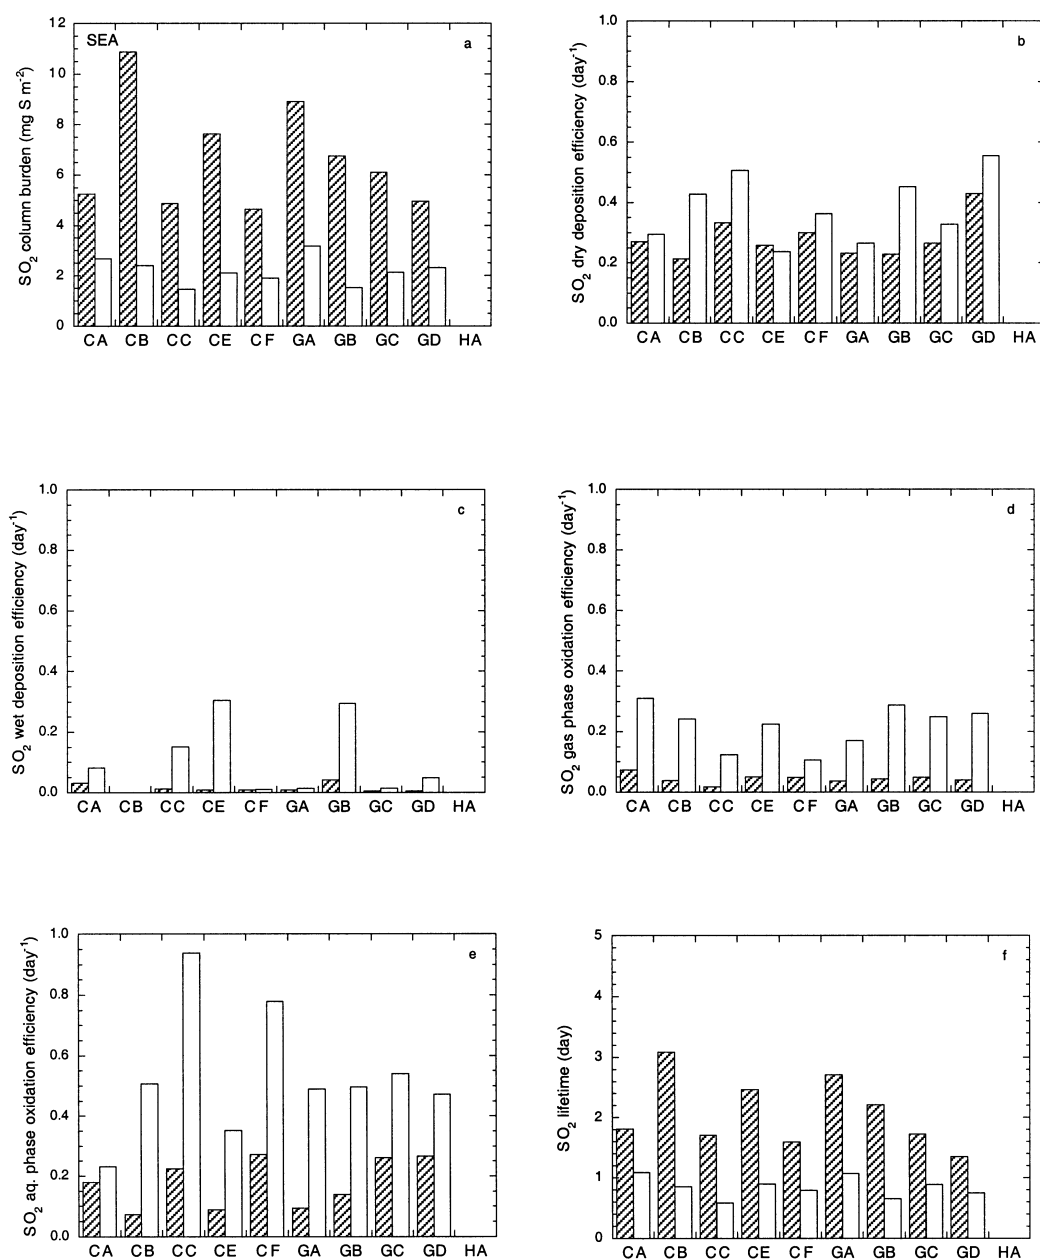 12
10
8
6
4
2
0
SO2 column burden (mg S m-2)
SEA
a
CA CB CC CE CF GA GB GC GD HA
1.0
0.8
0.6
0.4
0.2
0.0
SO2 dry deposition efficiency (day-1)
b
CA CB CC CE CF GA GB GC GD HA
1.0
0.8
0.6
0.4
0.2
0.0
SO2 wet deposition efficiency (day-1)
c
CA CB CC CE CF GA GB GC GD HA
1.0
0.8
0.6
0.4
0.2
0.0
SO2 gas phase oxidation efficiency (day-1)
d
CA CB CC CE CF GA GB GC GD HA
1.0
0.8
0.6
0.4
0.2
0.0
SO2 aq. phase oxidation efficiency (day-1)
e
CA CB CC CE CF GA GB GC GD HA
5
4
3
2
1
0
SO2 lifetime (day)
f
CA CB CC CE CF GA GB GC GD HA